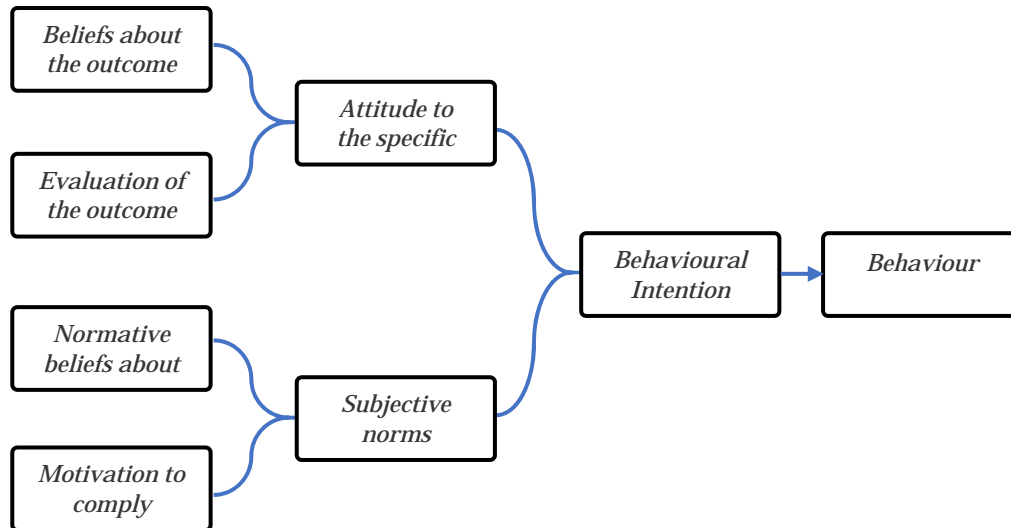 Beliefs about
the outcome
Evaluation of
the outcome
Attitude to
the specific
Normative
beliefs about
Motivation to
comply
Subjective
norms
Behavioural
Intention
Behaviour